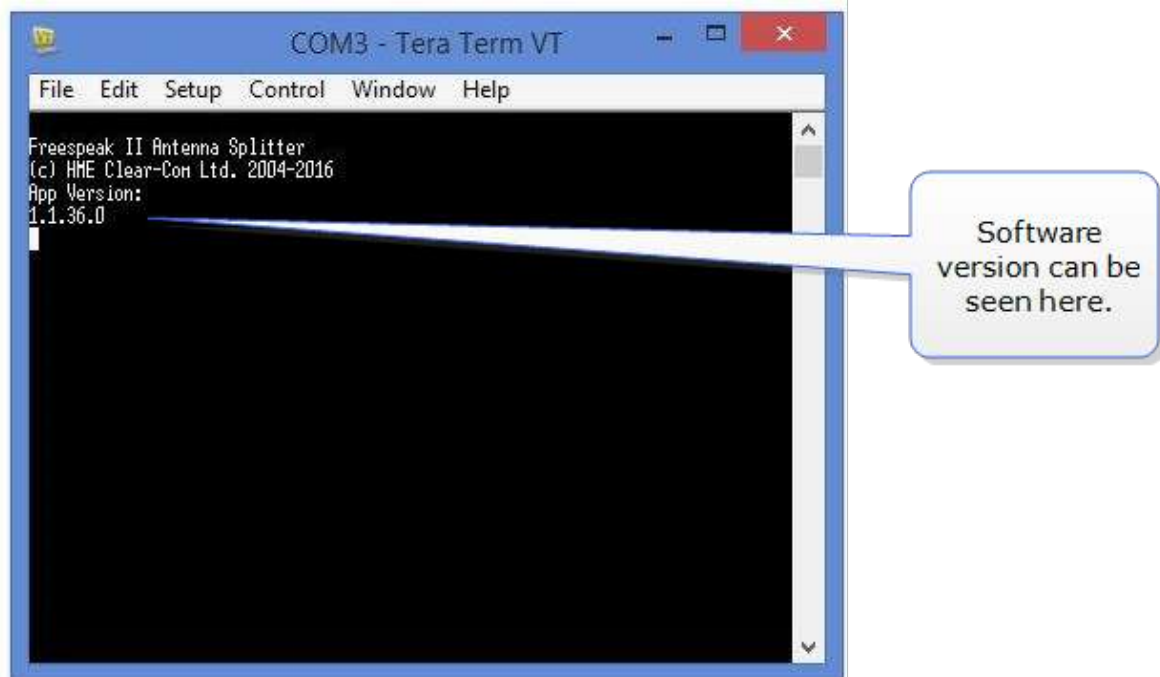 COM3 - Tera Term VT
File Edit Setup Control Window Help
Freespeak II Antenna Splitter
(c) HME Clear-Com Ltd. 2004-2016
App Version:
1.1.36.0
Software
version can be
seen here.